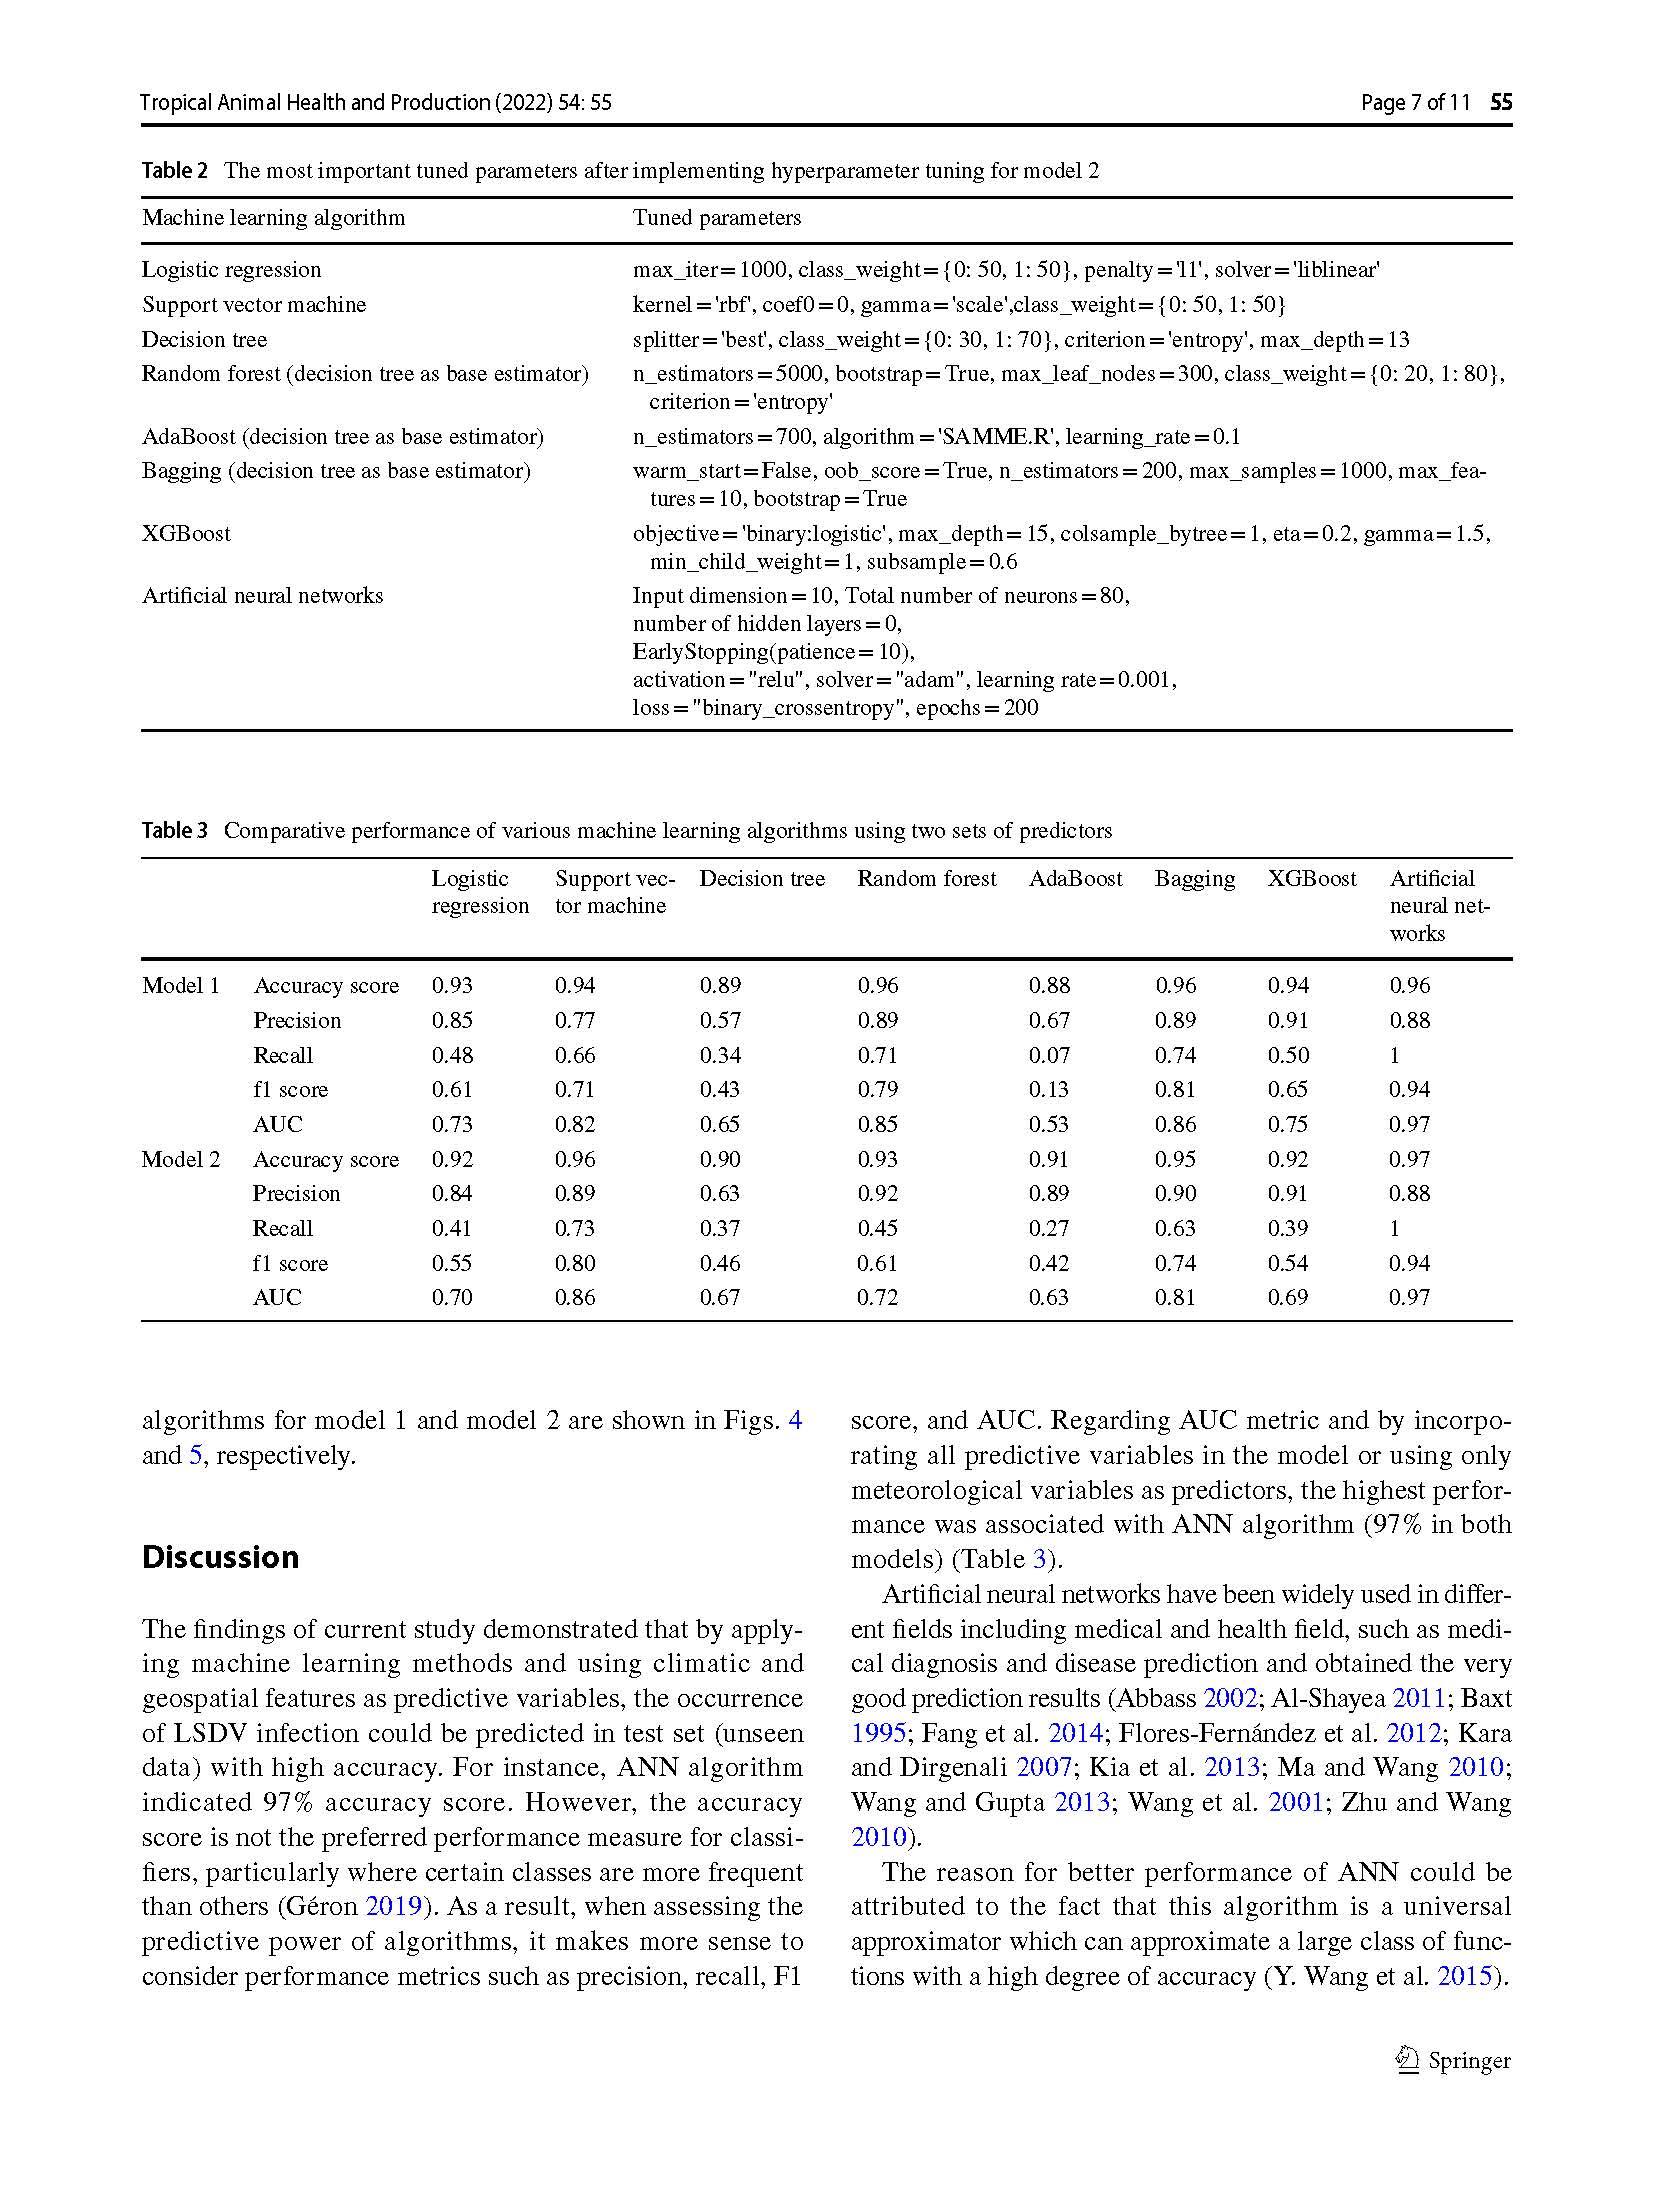 Tropical Animal Health and Production (2022) 54: 55
Page 7 of 11 55
Table 2 The most important tuned parameters after implementing hyperparameter tuning for model 2
Machine learning algorithm Tuned parameters
Logistic regression max_iter=1000, class_weight={0: 50, 1: 50}, penalty='l1', solver='liblinear'
Support vector machine kernel='rbf', coef0=0, gamma='scale',class_weight={0: 50, 1: 50}
Decision tree splitter='best', class_weight={0: 30, 1: 70}, criterion='entropy', max_depth=13
Random forest (decision tree as base estimator) n_estimators=5000, bootstrap=True, max_leaf_nodes=300, class_weight={0: 20, 1: 80},
criterion='entropy'
AdaBoost (decision tree as base estimator) n_estimators=700, algorithm='SAMME.R', learning_rate=0.1
Bagging (decision tree as base estimator) warm_start=False, oob_score=True, n_estimators=200, max_samples=1000, max_fea-
tures=10, bootstrap=True
XGBoost objective='binary:logistic', max_depth=15, colsample_bytree=1, eta=0.2, gamma=1.5,
min_child_weight=1, subsample=0.6
Artificial neural networks Input dimension=10, Total number of neurons=80,
number of hidden layers=0,
EarlyStopping(patience=10),
activation="relu", solver="adam", learning rate=0.001,
loss="binary_crossentropy", epochs=200
Table 3 Comparative performance of various machine learning algorithms using two sets of predictors
Logistic Support vec- Decision tree Random forest AdaBoost Bagging XGBoost Artificial
regression tor machine neural net-
works
Model 1 Accuracy score 0.93 0.94 0.89 0.96 0.88 0.96 0.94 0.96
Precision 0.85 0.77 0.57 0.89 0.67 0.89 0.91 0.88
Recall 0.48 0.66 0.34 0.71 0.07 0.74 0.50 1
f1 score 0.61 0.71 0.43 0.79 0.13 0.81 0.65 0.94
AUC 0.73 0.82 0.65 0.85 0.53 0.86 0.75 0.97
Model 2 Accuracy score 0.92 0.96 0.90 0.93 0.91 0.95 0.92 0.97
Precision 0.84 0.89 0.63 0.92 0.89 0.90 0.91 0.88
Recall 0.41 0.73 0.37 0.45 0.27 0.63 0.39 1
f1 score 0.55 0.80 0.46 0.61 0.42 0.74 0.54 0.94
AUC 0.70 0.86 0.67 0.72 0.63 0.81 0.69 0.97
algorithms for model 1 and model 2 are shown in Figs. 4
and 5, respectively.
Discussion
The findings of current study demonstrated that by apply-
ing machine learning methods and using climatic and
geospatial features as predictive variables, the occurrence
of LSDV infection could be predicted in test set (unseen
data) with high accuracy. For instance, ANN algorithm
indicated 97% accuracy score. However, the accuracy
score is not the preferred performance measure for classi-
fiers, particularly where certain classes are more frequent
than others (Géron 2019). As a result, when assessing the
predictive power of algorithms, it makes more sense to
consider performance metrics such as precision, recall, F1
score, and AUC. Regarding AUC metric and by incorpo-
rating all predictive variables in the model or using only
meteorological variables as predictors, the highest perfor-
mance was associated with ANN algorithm (97% in both
models) (Table 3).
Artificial neural networks have been widely used in differ-
ent fields including medical and health field, such as medi-
cal diagnosis and disease prediction and obtained the very
good prediction results (Abbass 2002; Al-Shayea 2011; Baxt
1995; Fang et al. 2014; Flores-Fernández et al. 2012; Kara
and Dirgenali 2007; Kia et al. 2013; Ma and Wang 2010;
Wang and Gupta 2013; Wang et al. 2001; Zhu and Wang
2010).
The reason for better performance of ANN could be
attributed to the fact that this algorithm is a universal
approximator which can approximate a large class of func-
tions with a high degree of accuracy (Y. Wang et al. 2015).
Springer